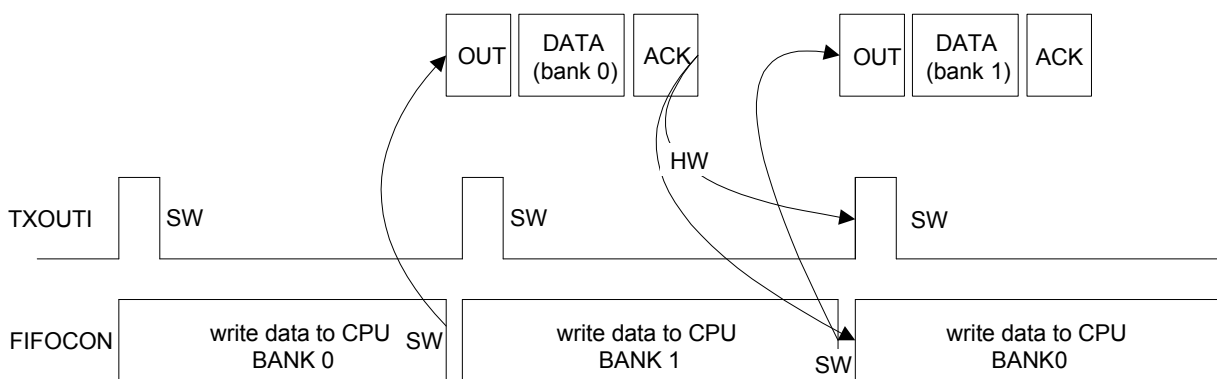 OUT
DATA
(bank 0)
ACK
OUT
DATA
(bank 1)
ACK
HW
TXOUTI
SW
SW
SW
FIFOCON
write data to CPU
BANK 0
SW
write data to CPU
BANK 1
SW
write data to CPU
BANK0